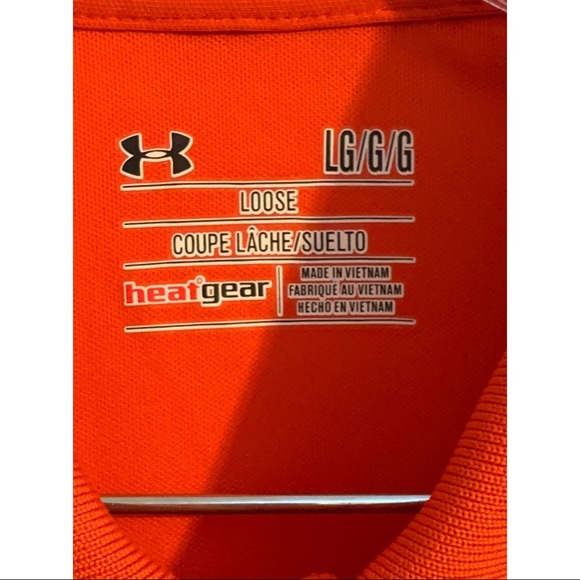 LG/G/G
LOOSE
COUPE LÂCHE/SUELTO
heatgear
MADE IN VIETNAM
FABRIQUÉ AU VIETNAM
HECHO EN VIETNAM